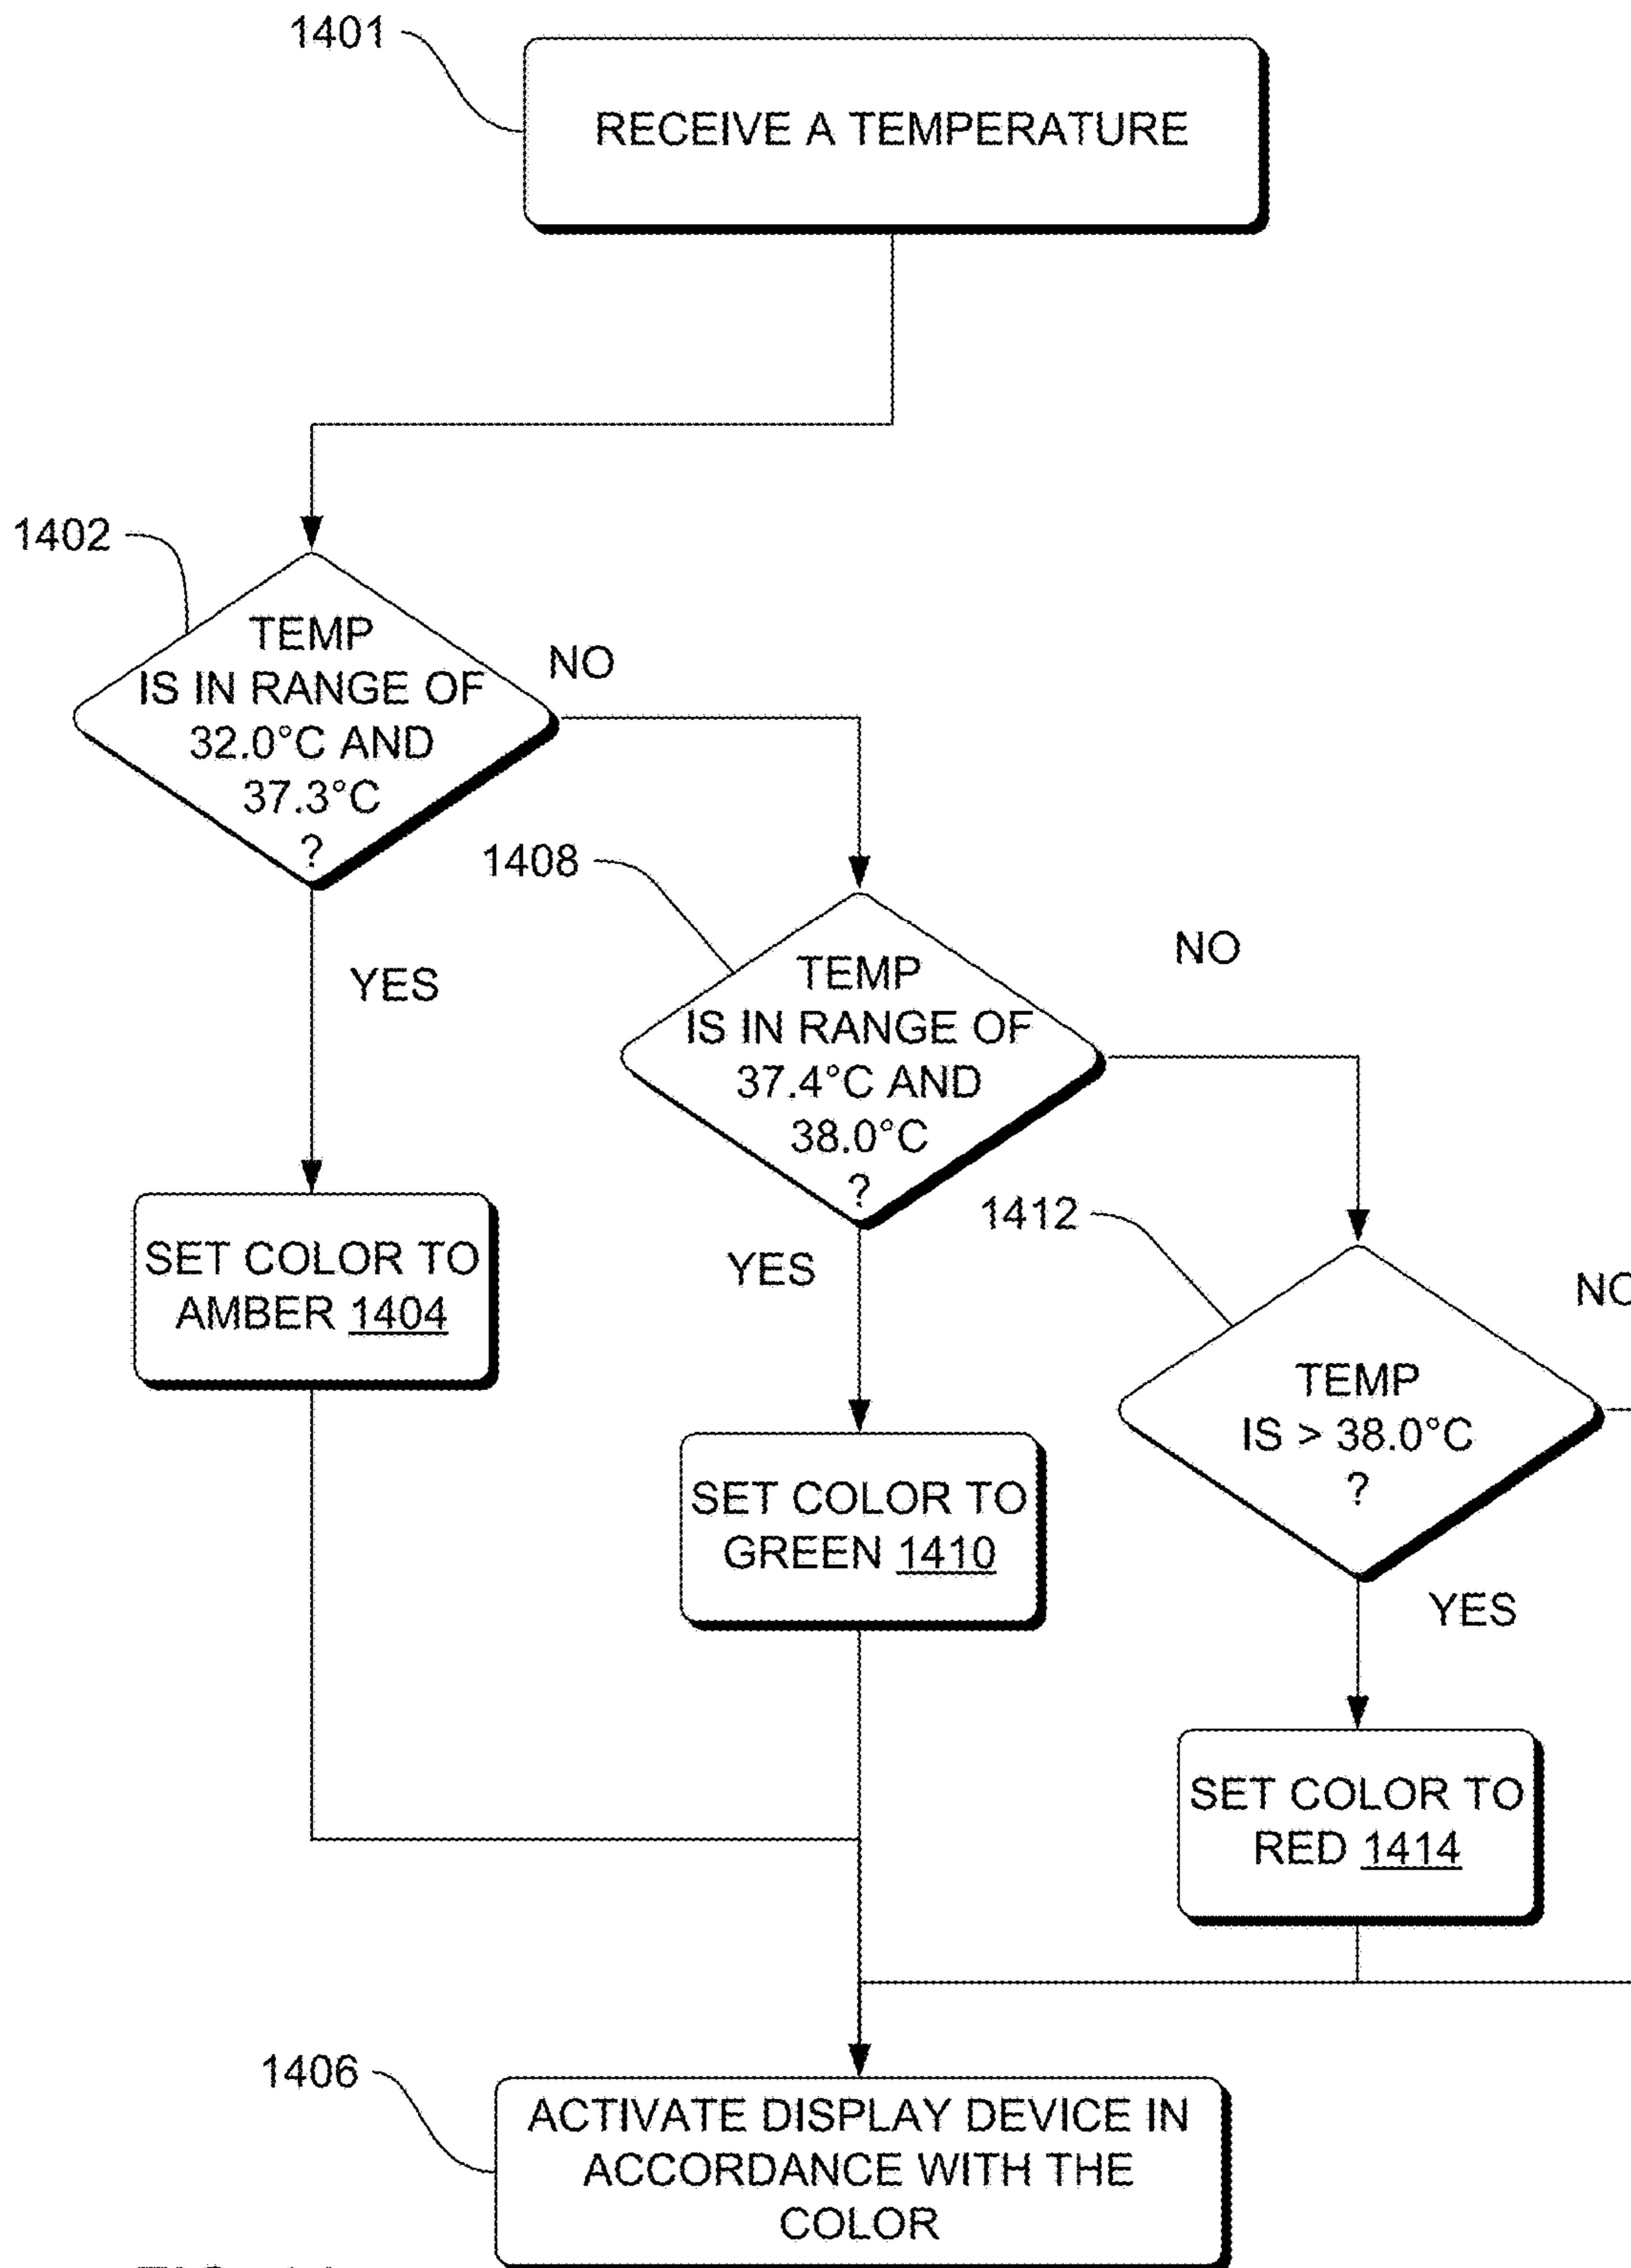 1401
RECEIVE A TEMPERATURE
1402
TEMP
IS IN RANGE OF
32.0°C AND
37.3°C
?
NO
YES
1408
TEMP
IS IN RANGE OF
37.4°C AND
38.0°C
?
NO
YES
SET COLOR TO
AMBER 1404
1412
TEMP
IS > 38.0°C
?
NO
YES
SET COLOR TO
GREEN 1410
SET COLOR TO
RED 1414
1406
ACTIVATE DISPLAY DEVICE IN
ACCORDANCE WITH THE
COLOR